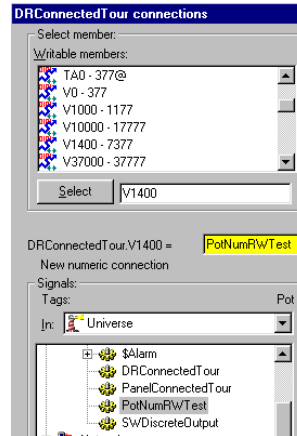 DRConnectedTour connections
Select member:
Writable members:
TA0 - 377@
V0 - 377
V1000 - 1177
V10000 - 17777
V1400 - 7377
V37000 - 37777
Select
V1400
DRConnectedTour.V1400 =
PotNumRWTest
New numeric connection
Signals:
Tags:
Pot
In:
Universe
$Alarm
DRConnectedTour
PanelConnectedTour
PotNumRWTest
SWDiscreteOutput